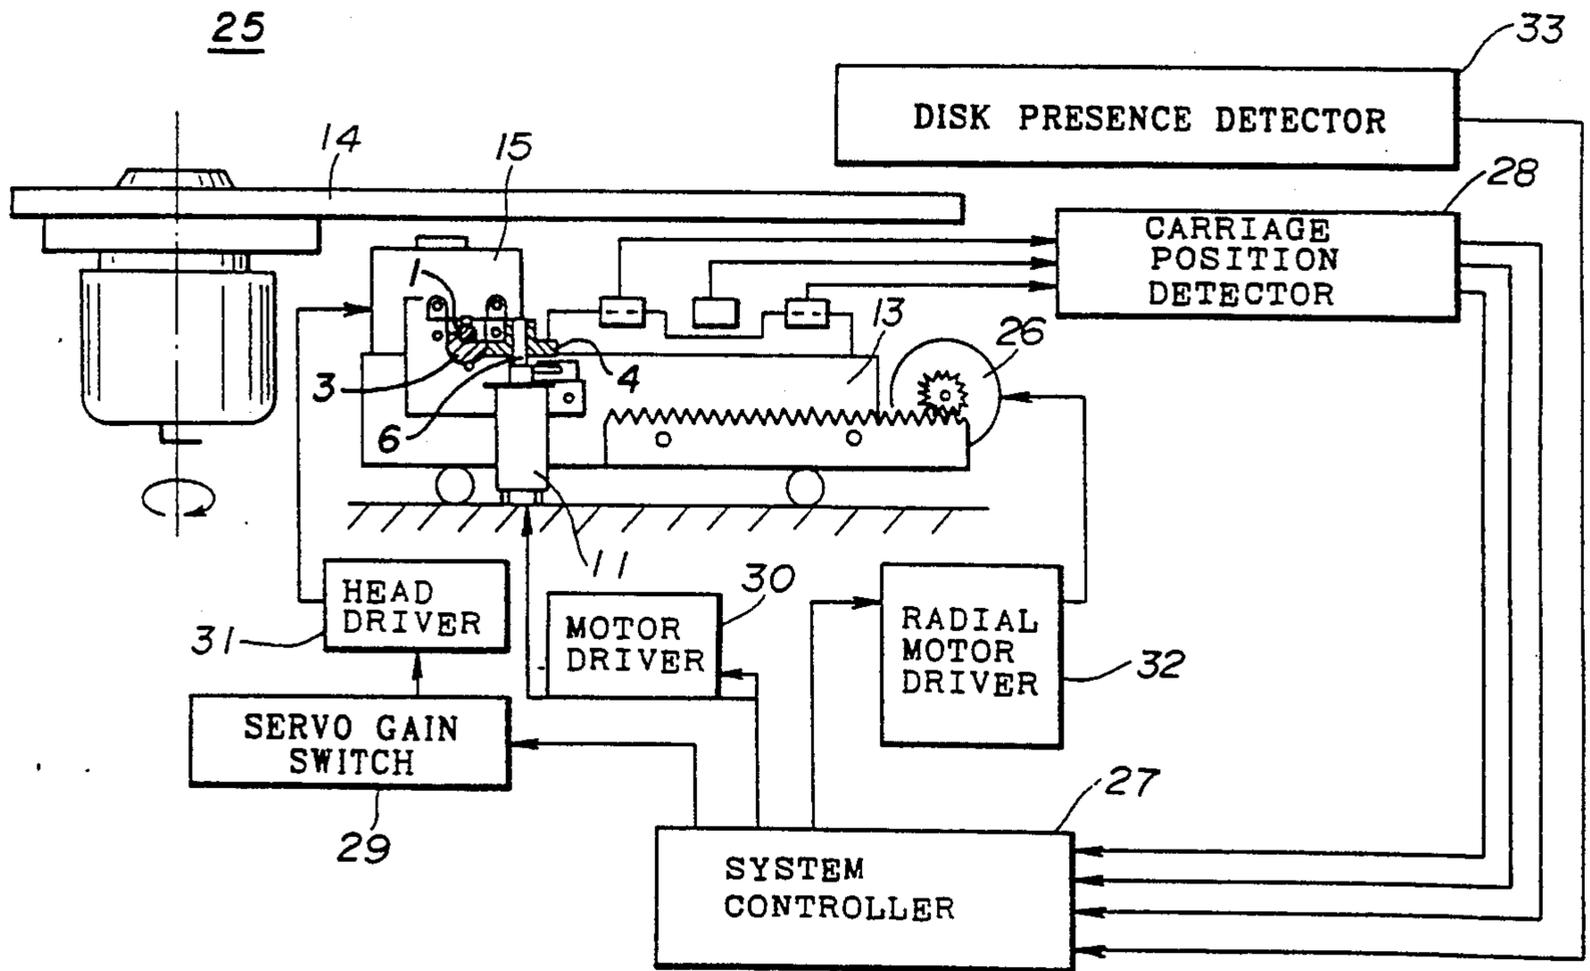 25
33
DISK PRESENCE DETECTOR
14
15
28
CARRIAGE
POSITION
DETECTOR
1
13
26
3
4
6
11
30
HEAD
DRIVER
31
MOTOR
DRIVER
RADIAL
MOTOR
DRIVER
32
SERVO GAIN
SWITCH
29
27
SYSTEM
CONTROLLER